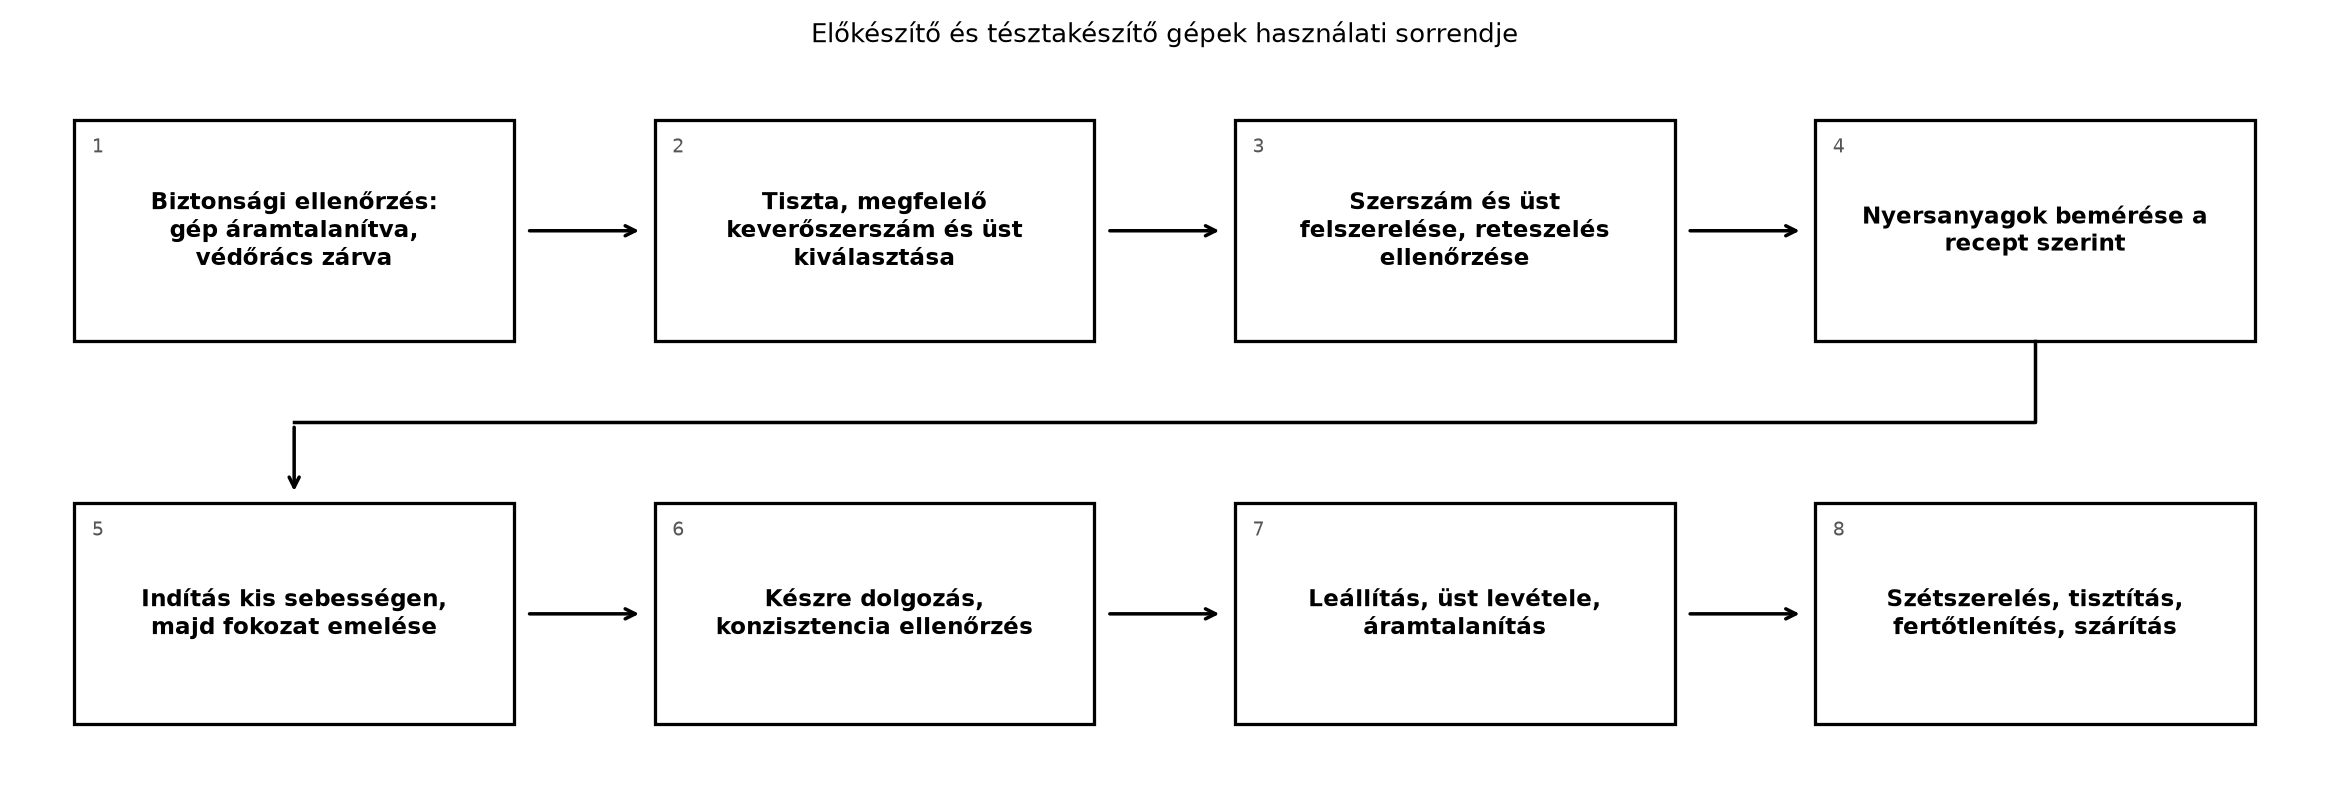 Előkészítő és tésztakészítő gépek használati sorrendje
1
Biztonsági ellenőrzés:
gép áramtalanítva,
védőrács zárva
2
Tiszta, megfelelő
keverőszerszám és üst
kiválasztása
3
Szerszám és üst
felszerelése, reteszelés
ellenőrzése
4
Nyersanyagok bemérése a
recept szerint
5
Indítás kis sebességen,
majd fokozat emelése
6
Készre dolgozás,
konzisztencia ellenőrzés
7
Leállítás, üst levétele,
áramtalanítás
8
Szétszerelés, tisztítás,
fertőtlenítés, szárítás